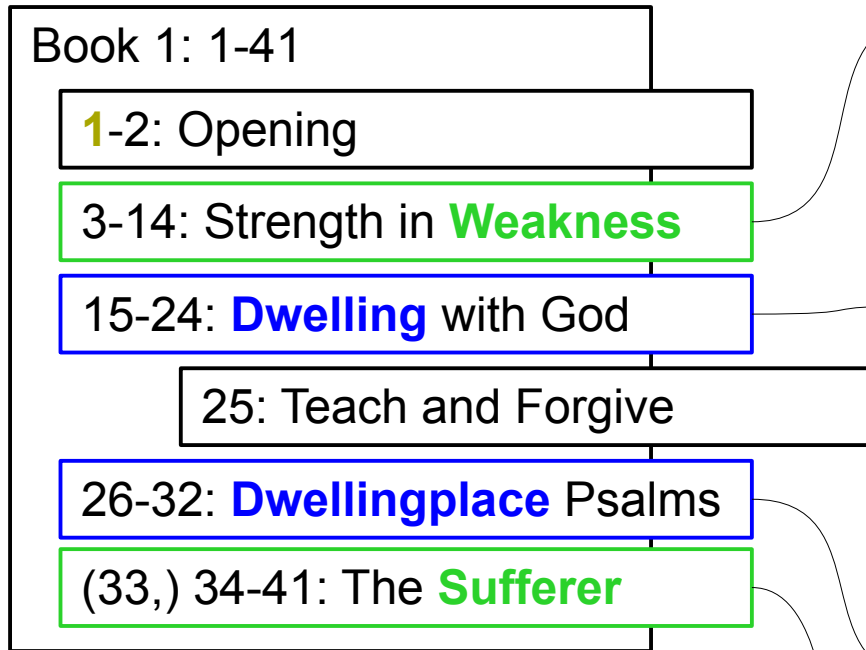 Book 1: 1-41
1-2: Opening
3-14: Strength in Weakness
15-24: Dwelling with God
25: Teach and Forgive
26-32: Dwellingplace Psalms
(33,) 34-41: The Sufferer